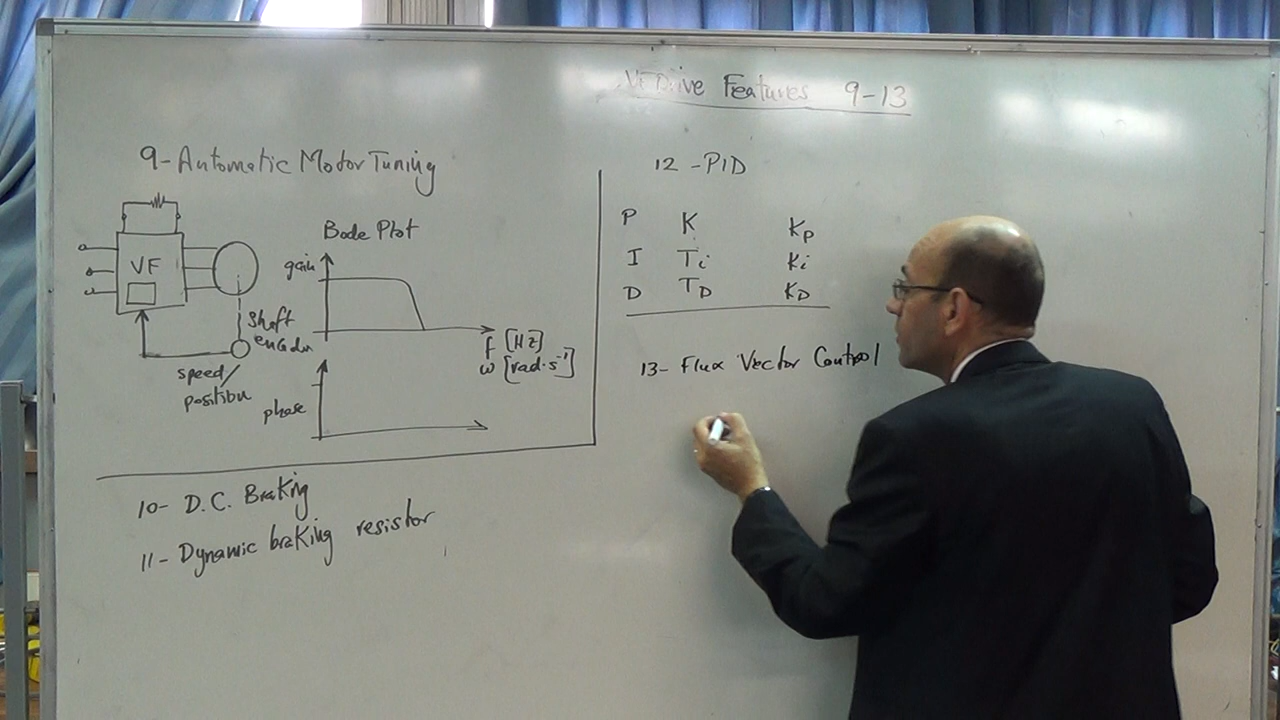 VF Drive Features 9-13
9- Automatic Motor Tuning
VF
shaft
encoder
speed/
position
Bode Plot
gain
f [Hz]
ω [rad·s⁻¹]
phase
10- D.C. Braking
11- Dynamic braking resistor
12 - PID
P K Kp
I Ti Ki
D TD KD
13- Flux Vector Control